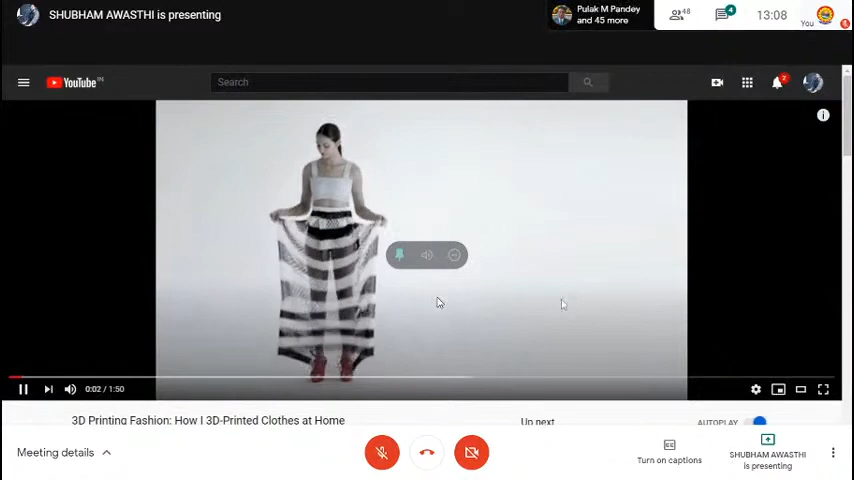 SHUBHAM AWASTHI is presenting
Pulak M Pandey
and 45 more
48
4
13:08
You
YouTube IN
Search
2
0:02 / 1:50
3D Printing Fashion: How I 3D-Printed Clothes at Home
Up next
AUTOPLAY
Meeting details
Turn on captions
SHUBHAM AWASTHI
is presenting